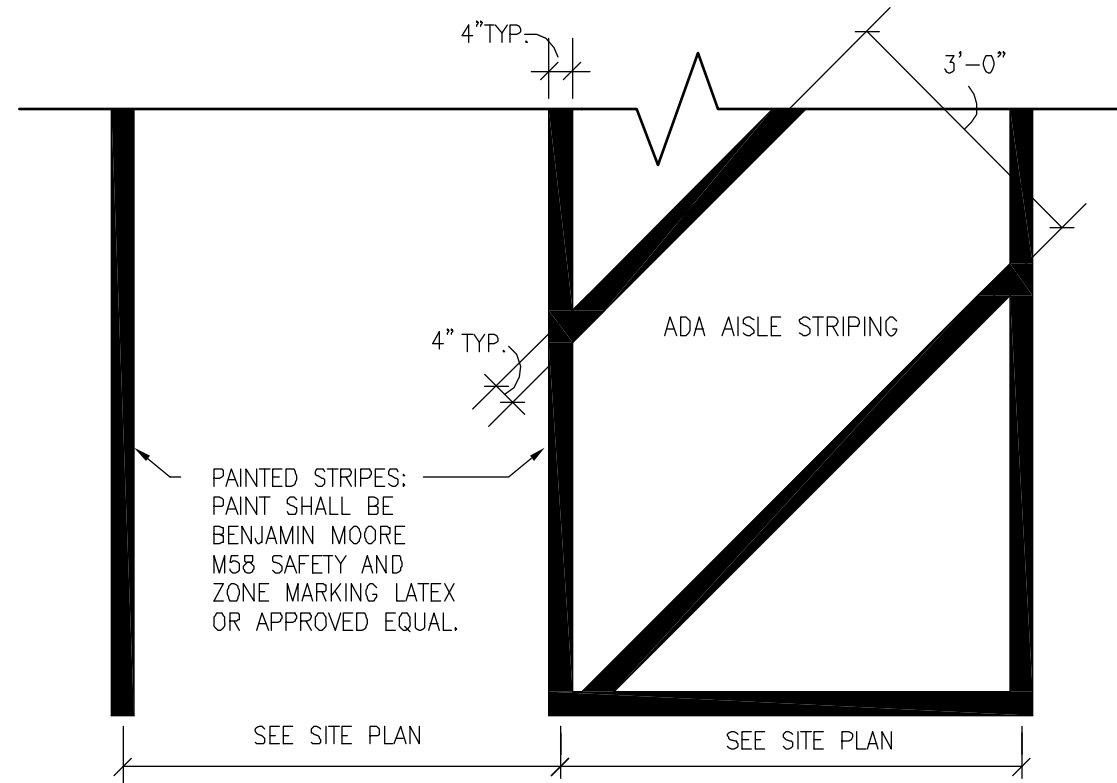 4"TYP.
3'-0"
ADA AISLE STRIPING
4" TYP.
PAINTED STRIPES:
PAINT SHALL BE
BENJAMIN MOORE
M58 SAFETY AND
ZONE MARKING LATEX
OR APPROVED EQUAL.
SEE SITE PLAN
SEE SITE PLAN